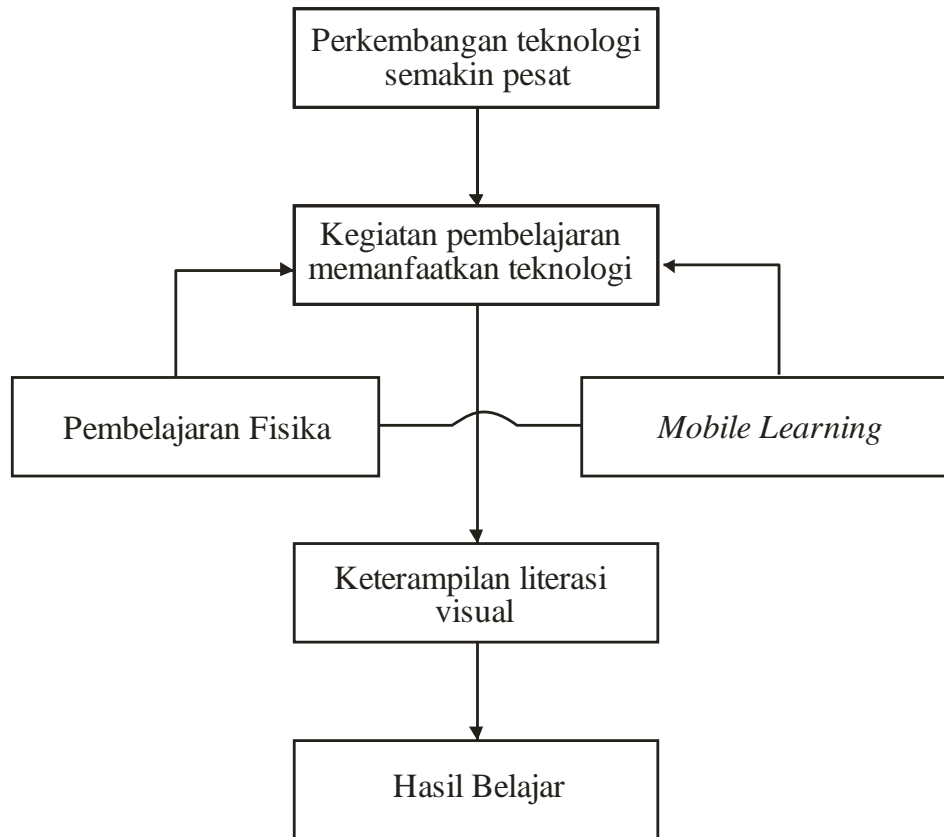 Perkembangan teknologi
semakin pesat
Kegiatan pembelajaran
memanfaatkan teknologi
Pembelajaran Fisika
Mobile Learning
Keterampilan literasi
visual
Hasil Belajar